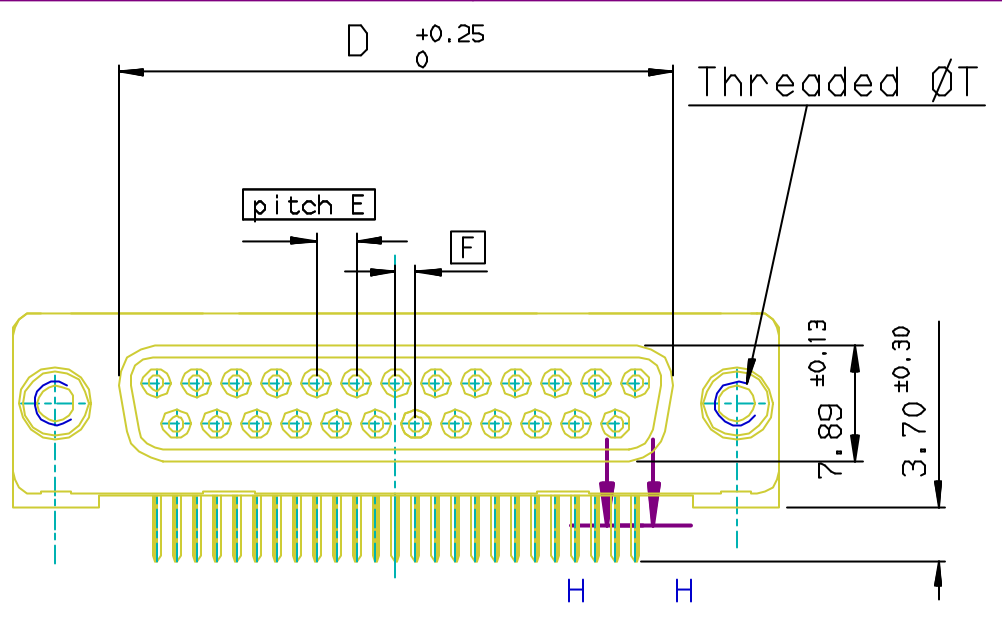 D +0.25
0
Threaded ØT
pitch E
F
7.89 ±0.13
3.70 ±0.30
H H